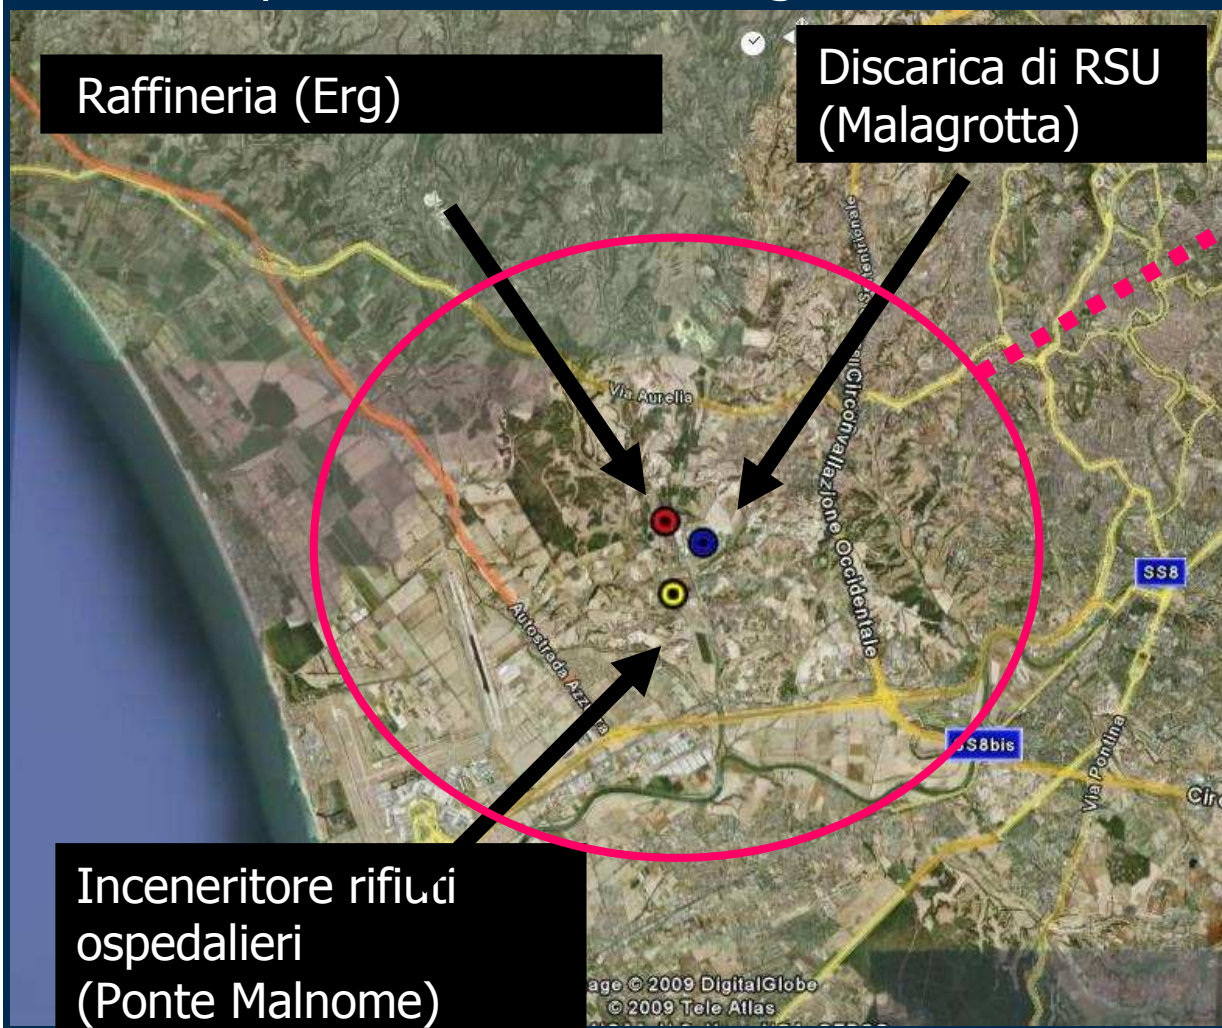 Raffineria (Erg)
Discarica di RSU
(Malagrotta)
Via Aurelia
Circonvallazione Occidentale
SS8
Autostrada Azzurra
SS8bis
Via Pontina
Inceneritore rifiuti
ospedalieri
(Ponte Malnome)
© 2009 DigitalGlobe
© 2009 Tele Atlas